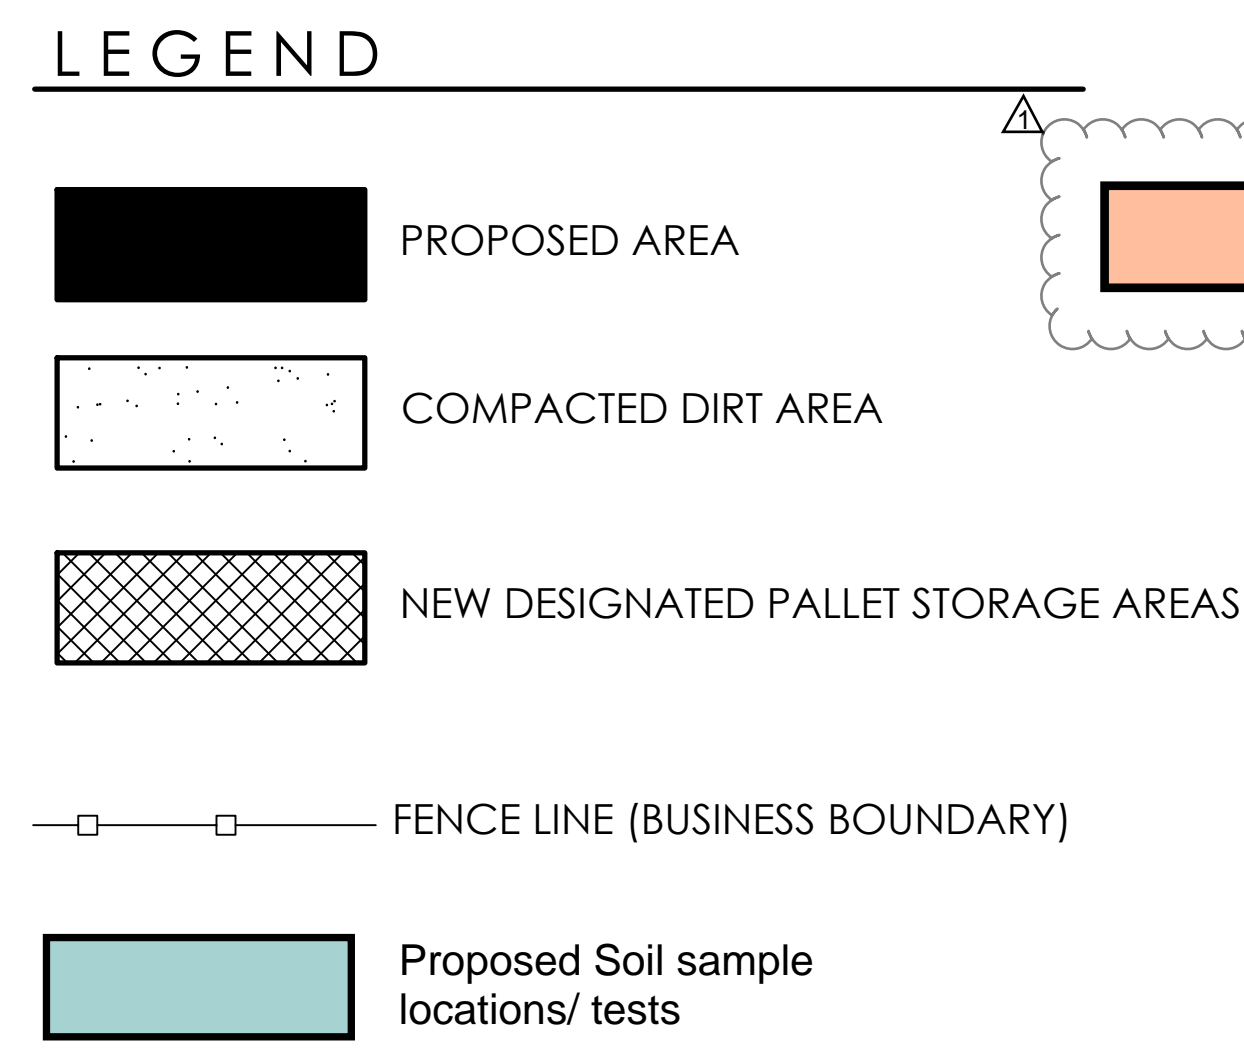 LEGEND
1
PROPOSED AREA
COMPACTED DIRT AREA
NEW DESIGNATED PALLET STORAGE AREAS
FENCE LINE (BUSINESS BOUNDARY)
Proposed Soil sample
locations/ tests